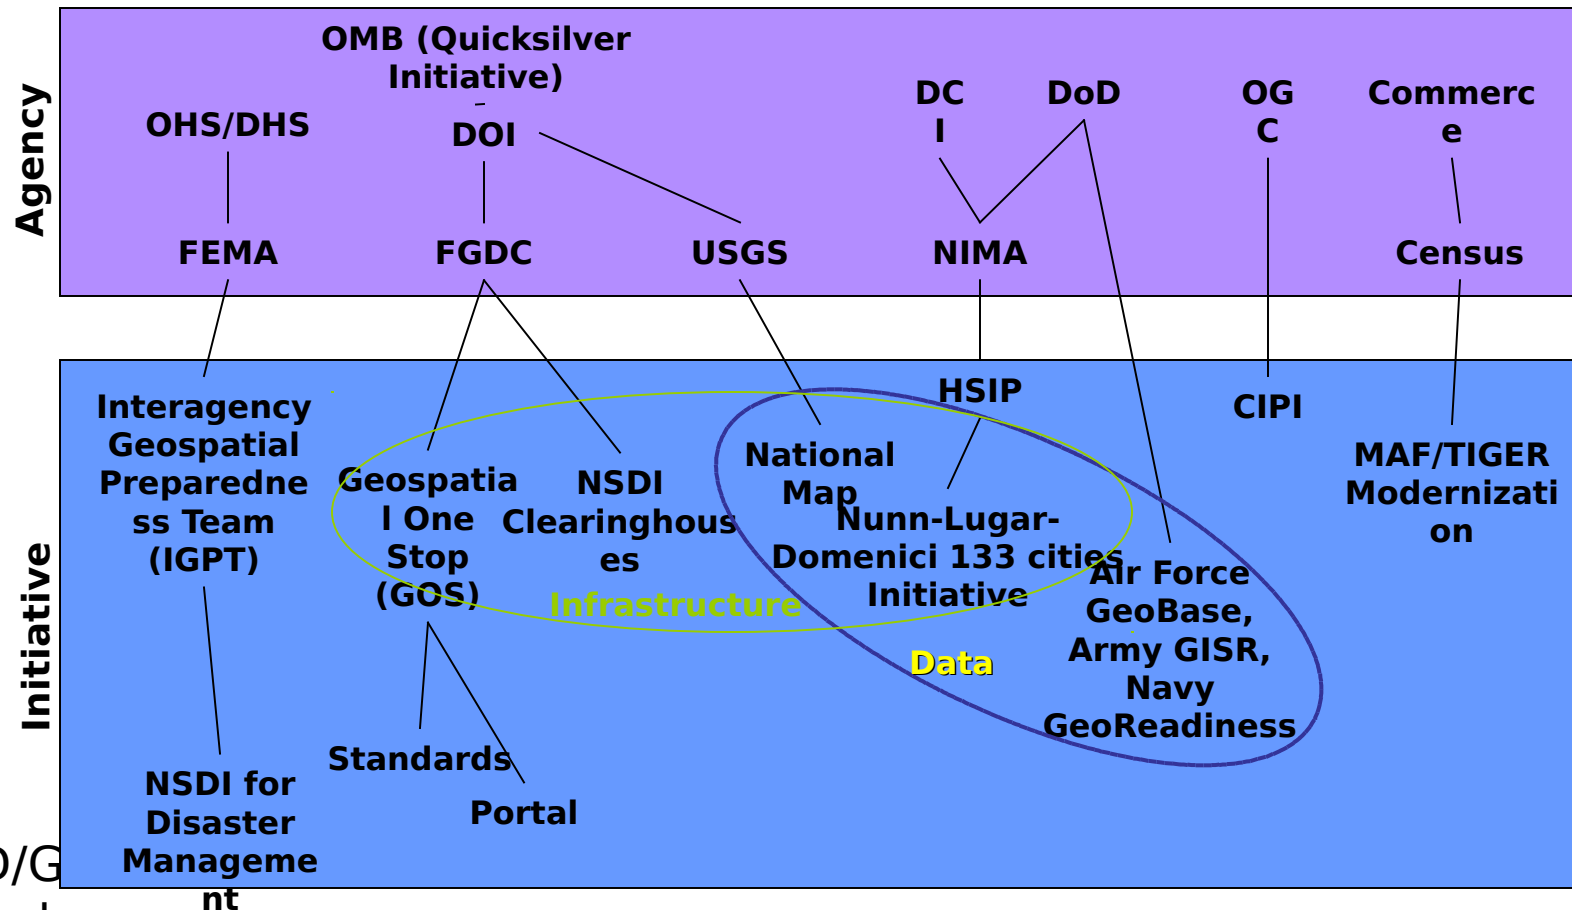 Agency
OMB (Quicksilver
Initiative)
OHS/DHS
DOI
DC
I
DoD
OG
C
Commerc
e
FEMA
FGDC
USGS
NIMA
Census
Initiative
Interagency
Geospatial
Preparedne
ss Team
(IGPT)
Geospatia
l One
Stop
(GOS)
NSDI
Clearinghous
es
National
Map
HSIP
Nunn-Lugar-
Domenici 133 cities
Initiative
CIPI
MAF/TIGER
Modernizati
on
Air Force
GeoBase,
Army GISR,
Navy
GeoReadiness
Infrastructure
Data
Standards
Portal
NSDI for
Disaster
Manageme
nt